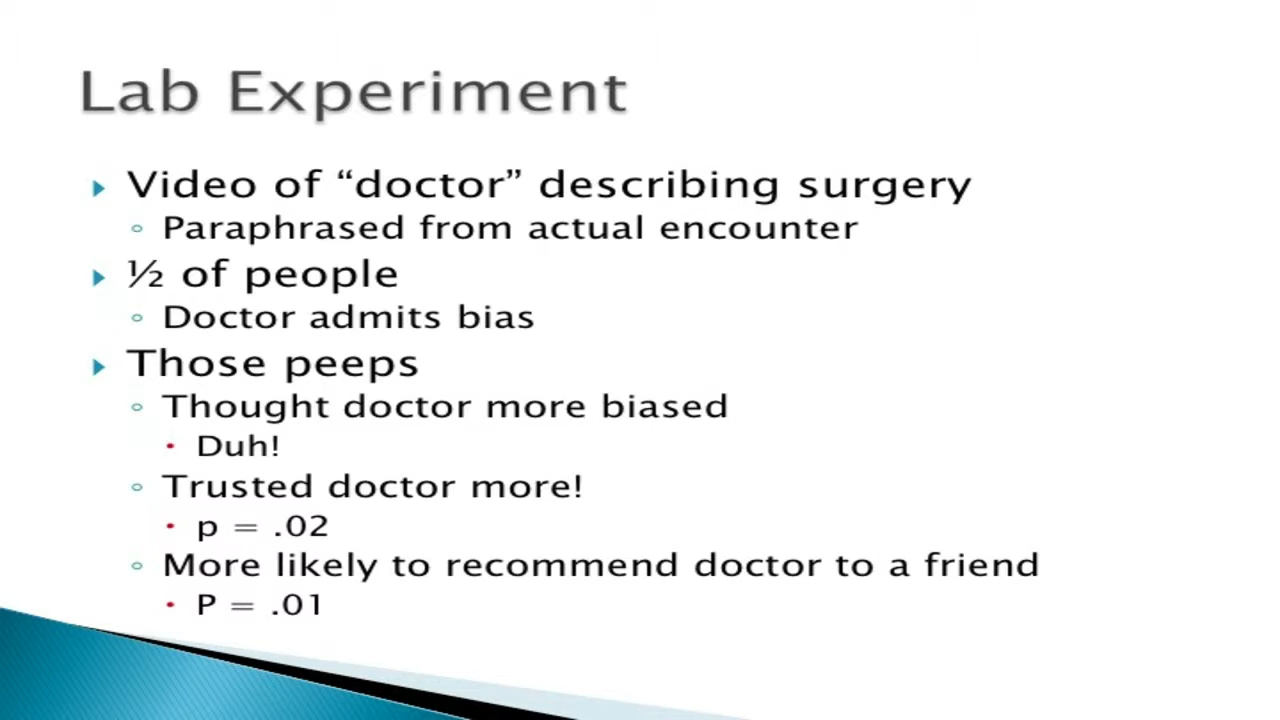 Lab Experiment
Video of “doctor” describing surgery
Paraphrased from actual encounter
½ of people
Doctor admits bias
Those peeps
Thought doctor more biased
Duh!
Trusted doctor more!
p = .02
More likely to recommend doctor to a friend
P = .01